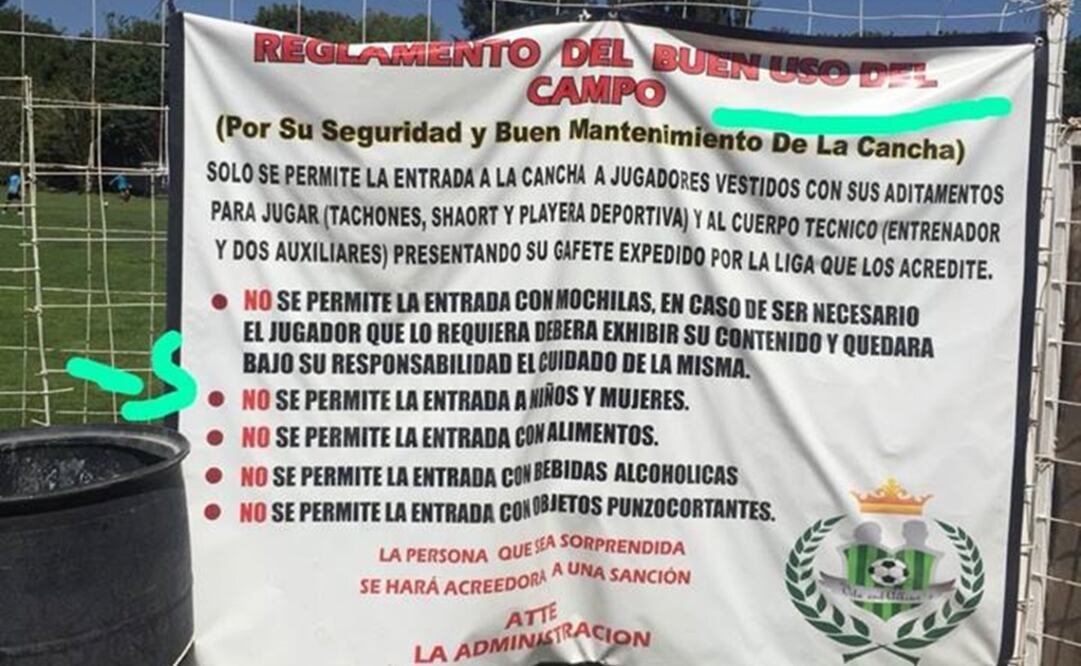 REGLAMENTO DEL BUEN USO DEL
CAMPO
(Por Su Seguridad y Buen Mantenimiento De La Cancha)
SOLO SE PERMITE LA ENTRADA A LA CANCHA A JUGADORES VESTIDOS CON SUS ADITAMENTOS
PARA JUGAR (TACHONES, SHAORT Y PLAYERA DEPORTIVA) Y AL CUERPO TECNICO (ENTRENADOR
Y DOS AUXILIARES) PRESENTANDO SU GAFETE EXPEDIDO POR LA LIGA QUE LOS ACREDITE.
● NO SE PERMITE LA ENTRADA CON MOCHILAS, EN CASO DE SER NECESARIO
EL JUGADOR QUE LO REQUIERA DEBERA EXHIBIR SU CONTENIDO Y QUEDARA
BAJO SU RESPONSABILIDAD EL CUIDADO DE LA MISMA.
● NO SE PERMITE LA ENTRADA A NIÑOS Y MUJERES.
● NO SE PERMITE LA ENTRADA CON ALIMENTOS.
● NO SE PERMITE LA ENTRADA CON BEBIDAS ALCOHOLICAS
● NO SE PERMITE LA ENTRADA CON OBJETOS PUNZOCORTANTES.
LA PERSONA QUE SEA SORPRENDIDA
SE HARÁ ACREEDORA A UNA SANCIÓN
ATTE
LA ADMINISTRACION